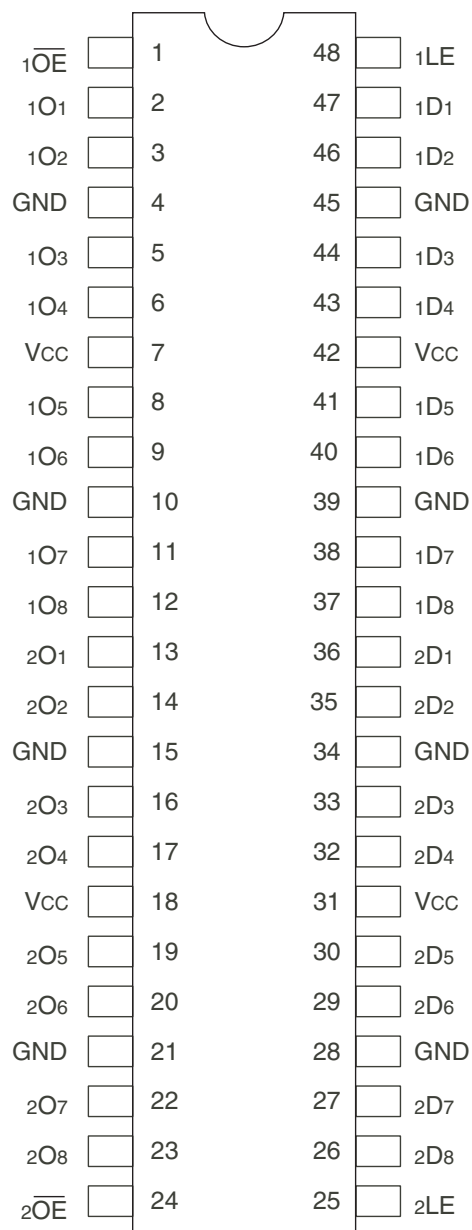 1OE 1 48 1LE
1O1 2 47 1D1
1O2 3 46 1D2
GND 4 45 GND
1O3 5 44 1D3
1O4 6 43 1D4
VCC 7 42 VCC
1O5 8 41 1D5
1O6 9 40 1D6
GND 10 39 GND
1O7 11 38 1D7
1O8 12 37 1D8
2O1 13 36 2D1
2O2 14 35 2D2
GND 15 34 GND
2O3 16 33 2D3
2O4 17 32 2D4
VCC 18 31 VCC
2O5 19 30 2D5
2O6 20 29 2D6
GND 21 28 GND
2O7 22 27 2D7
2O8 23 26 2D8
2OE 24 25 2LE